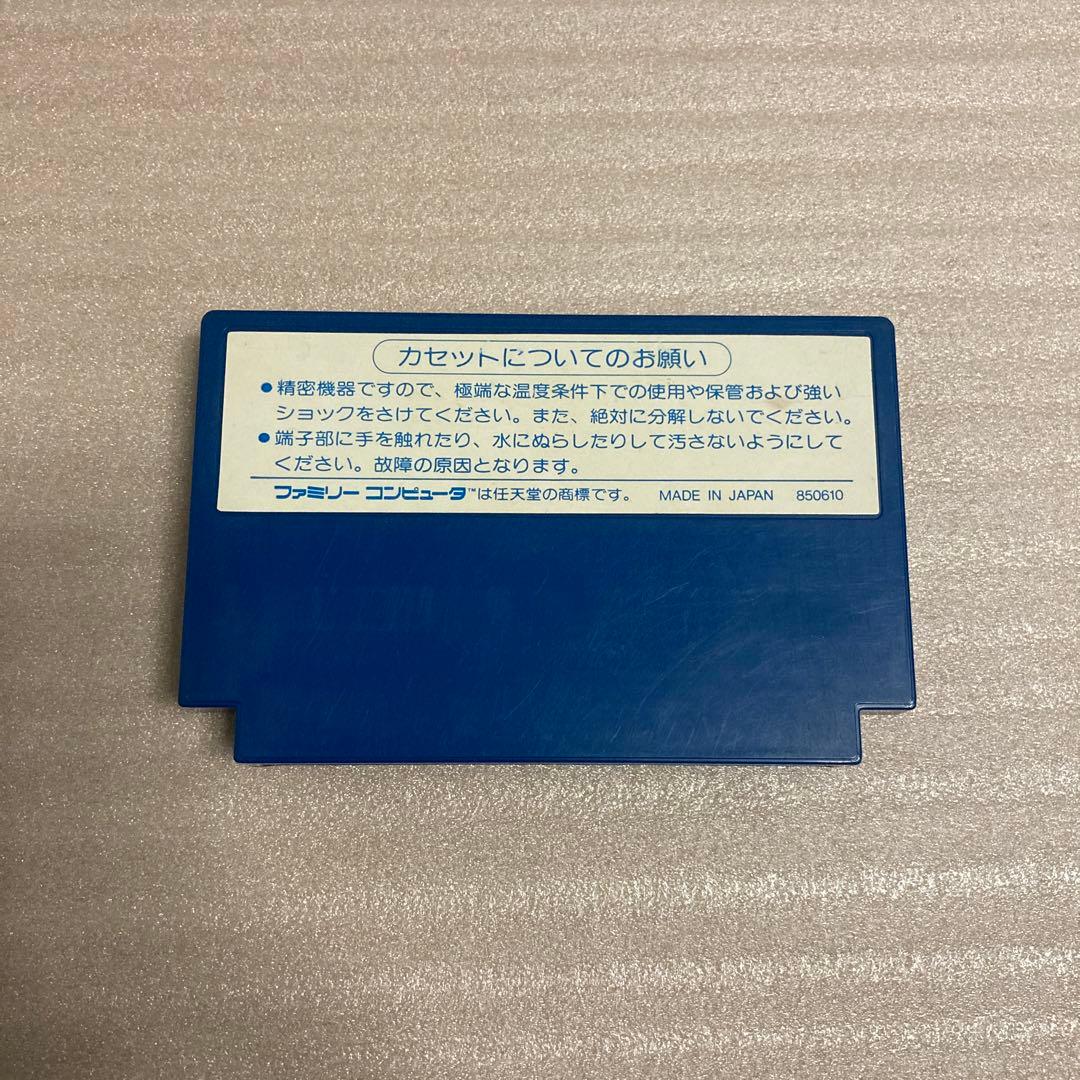 カセットについてのお願い
●精密機器ですので、極端な温度条件下での使用や保管および強い
ショックをさけてください。また、絶対に分解しないでください。
●端子部に手を触れたり、水にぬらしたりして汚さないようにして
ください。故障の原因となります。
ファミリー コンピュータ™は任天堂の商標です。 MADE IN JAPAN 850610